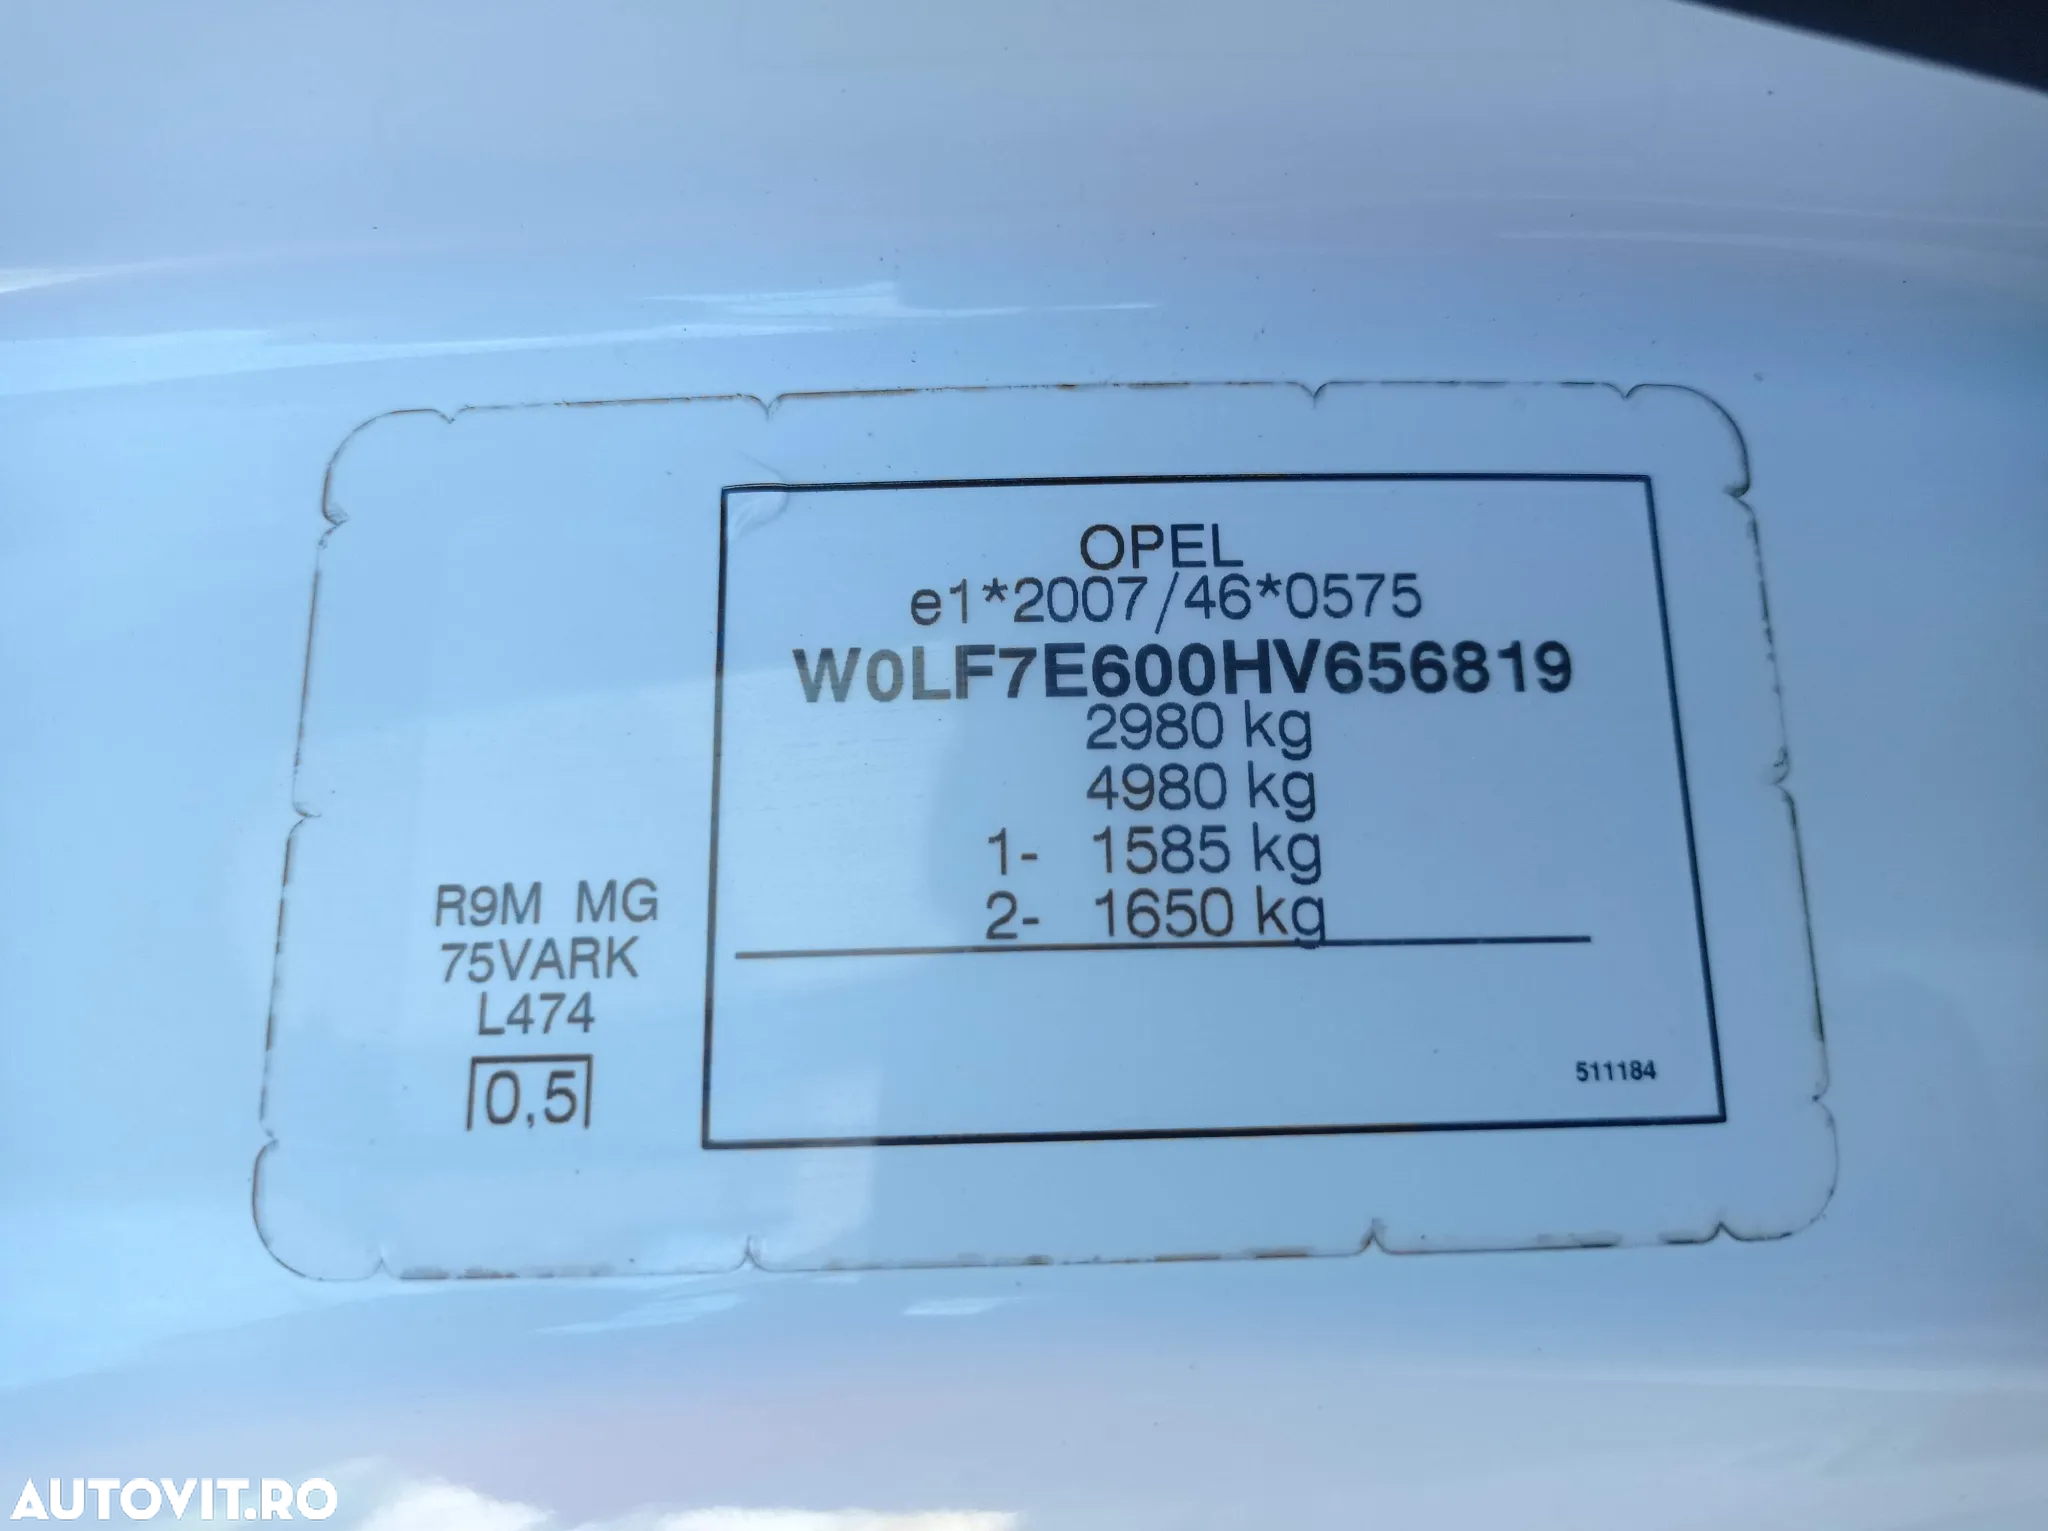 OPEL
e1*2007/46*0575
W0LF7E600HV656819
2980 kg
4980 kg
1- 1585 kg
2- 1650 kg
R9M MG
75VARK
L474
0,5
511184
AUTOVIT.RO